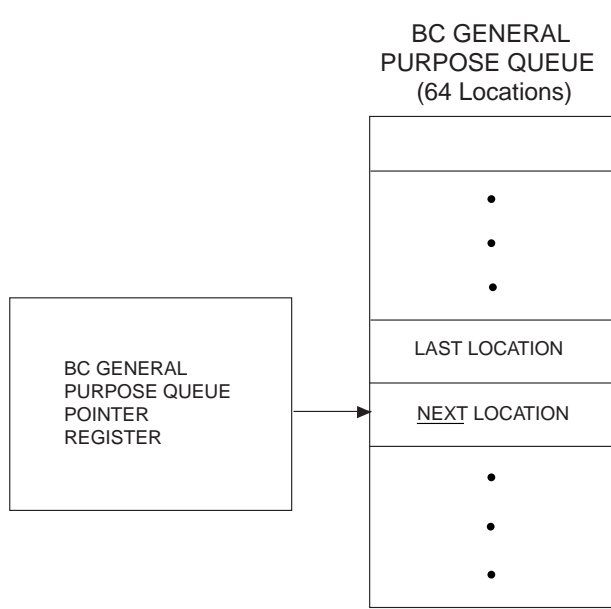 BC GENERAL
PURPOSE QUEUE
(64 Locations)
LAST LOCATION
BC GENERAL
PURPOSE QUEUE
POINTER
REGISTER
NEXT LOCATION